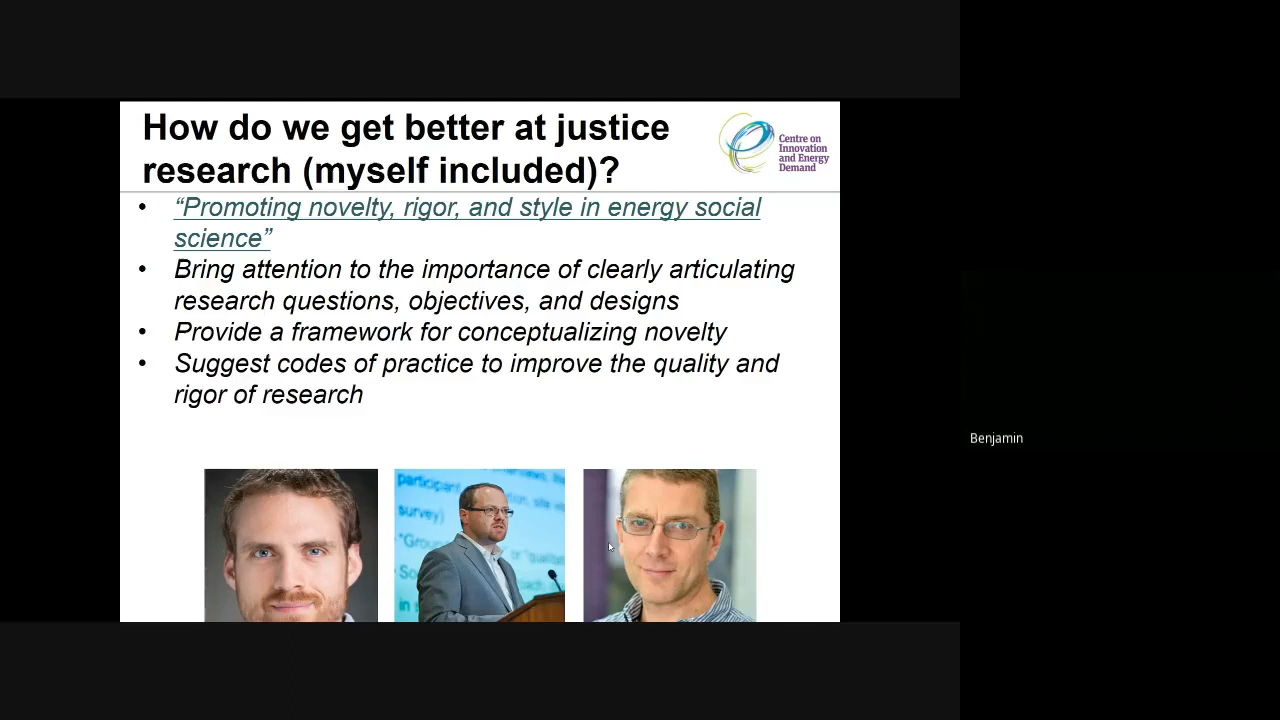 How do we get better at justice
research (myself included)?
Centre on
Innovation
and Energy
Demand
• “Promoting novelty, rigor, and style in energy social
science”
• Bring attention to the importance of clearly articulating
research questions, objectives, and designs
• Provide a framework for conceptualizing novelty
• Suggest codes of practice to improve the quality and
rigor of research
participant
survey)
Benjamin